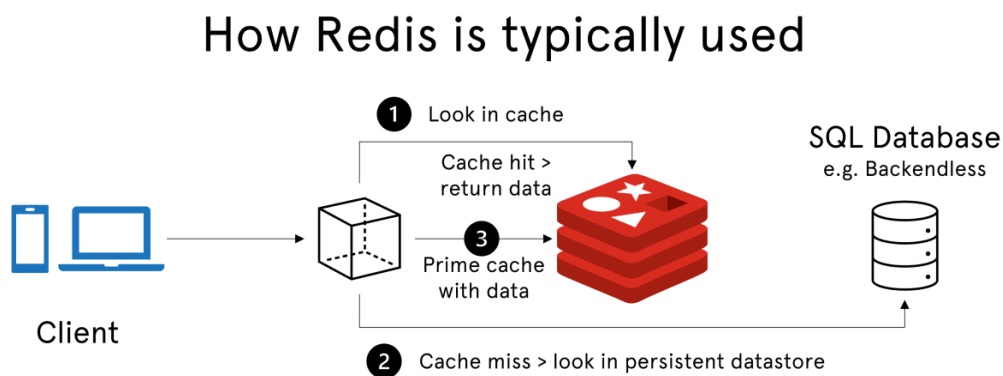 How Redis is typically used
1 Look in cache
Cache hit >
return data
SQL Database
e.g. Backendless
3
Prime cache
with data
Client
2 Cache miss > look in persistent datastore